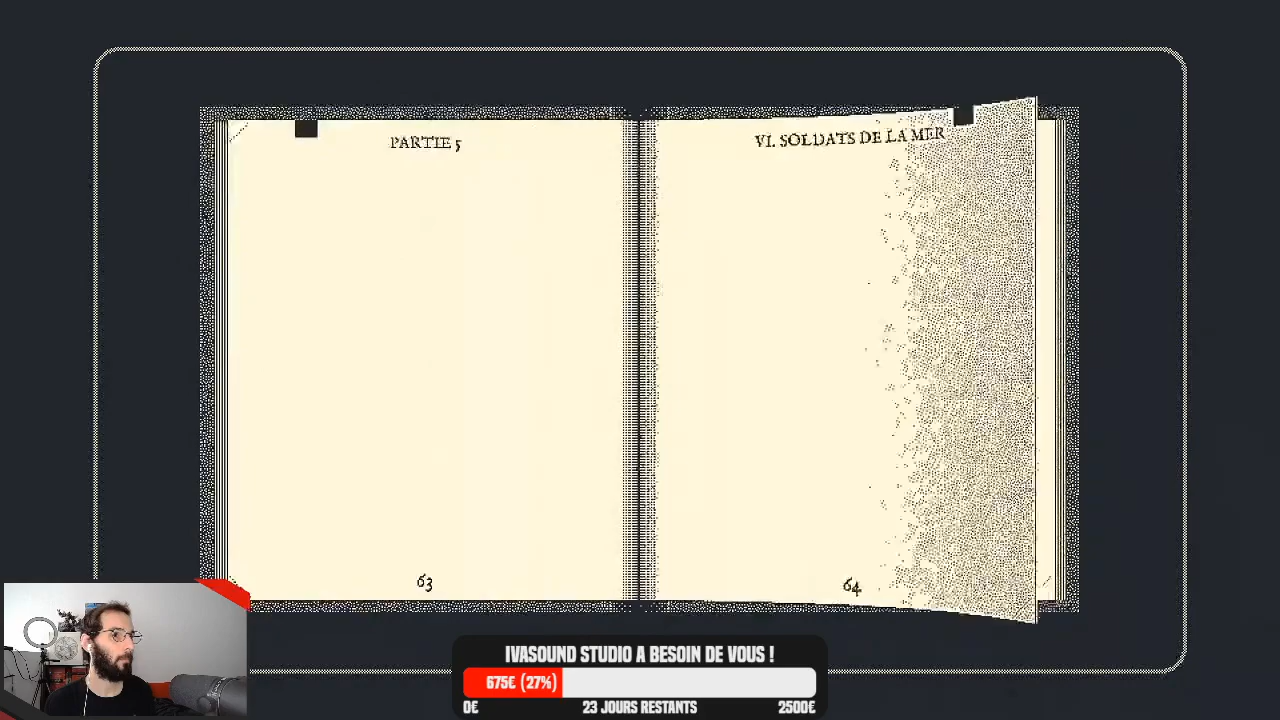 PARTIE 5
VI. SOLDATS DE LA MER
63
64
IVASOUND STUDIO A BESOIN DE VOUS !
675€ (27%)
0€
23 JOURS RESTANTS
2500€